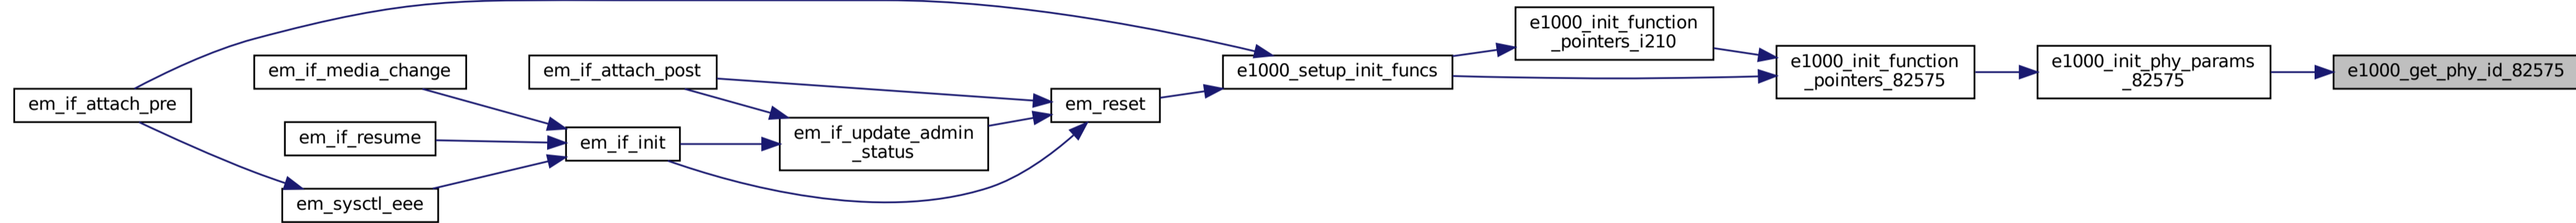 em_if_attach_pre
em_if_media_change
em_if_resume
em_sysctl_eee
em_if_attach_post
em_if_init
em_if_update_admin
_status
em_reset
e1000_setup_init_funcs
e1000_init_function
_pointers_i210
e1000_init_function
_pointers_82575
e1000_init_phy_params
_82575
e1000_get_phy_id_82575